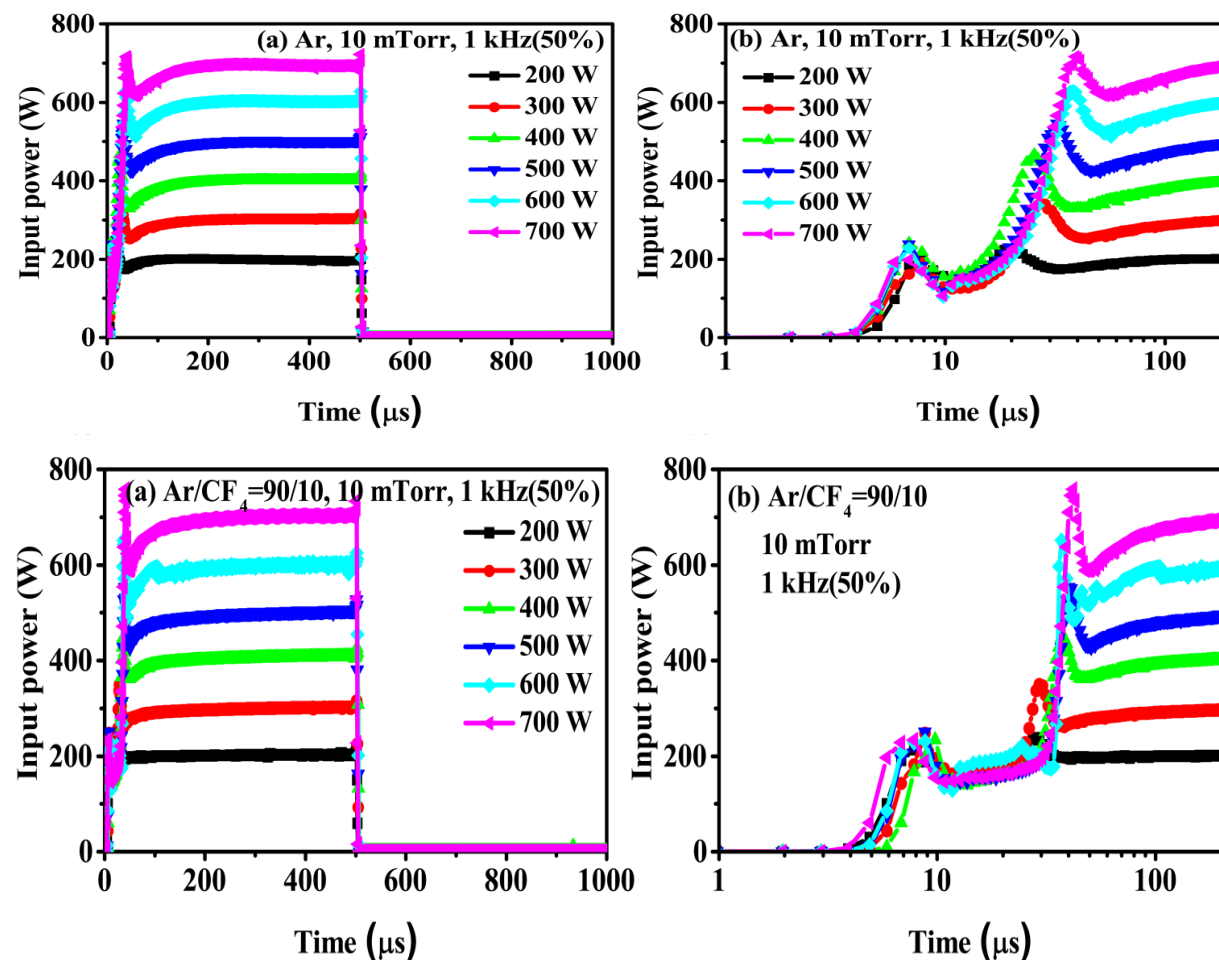 (a) Ar, 10 mTorr, 1 kHz(50%)
800
600
400
200
0
Input power (W)
200 W
300 W
400 W
500 W
600 W
700 W
0 200 400 600 800 1000
Time (μs)
(b) Ar, 10 mTorr, 1 kHz(50%)
800
600
400
200
0
Input power (W)
200 W
300 W
400 W
500 W
600 W
700 W
1 10 100
Time (μs)
(a) Ar/CF₄=90/10, 10 mTorr, 1 kHz(50%)
800
600
400
200
0
Input power (W)
200 W
300 W
400 W
500 W
600 W
700 W
0 200 400 600 800 1000
Time (μs)
(b) Ar/CF₄=90/10
10 mTorr
1 kHz(50%)
800
600
400
200
0
Input power (W)
1 10 100
Time (μs)